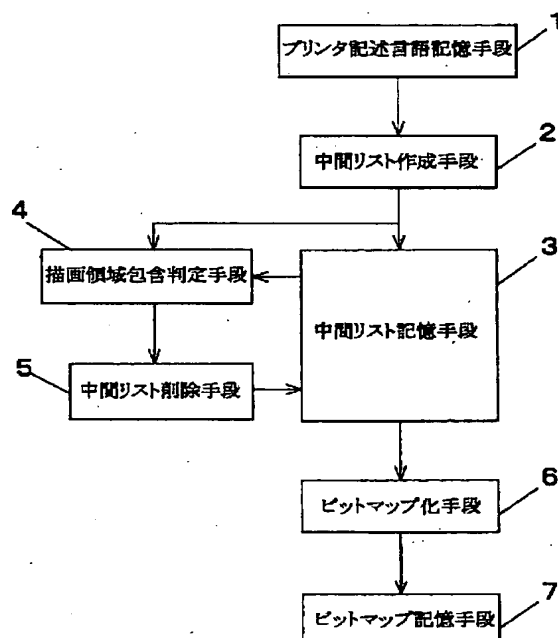 1
プリンタ記述言語記憶手段
2
中間リスト作成手段
4
描画領域包含判定手段
3
中間リスト記憶手段
5
中間リスト削除手段
6
ビットマップ化手段
7
ビットマップ記憶手段